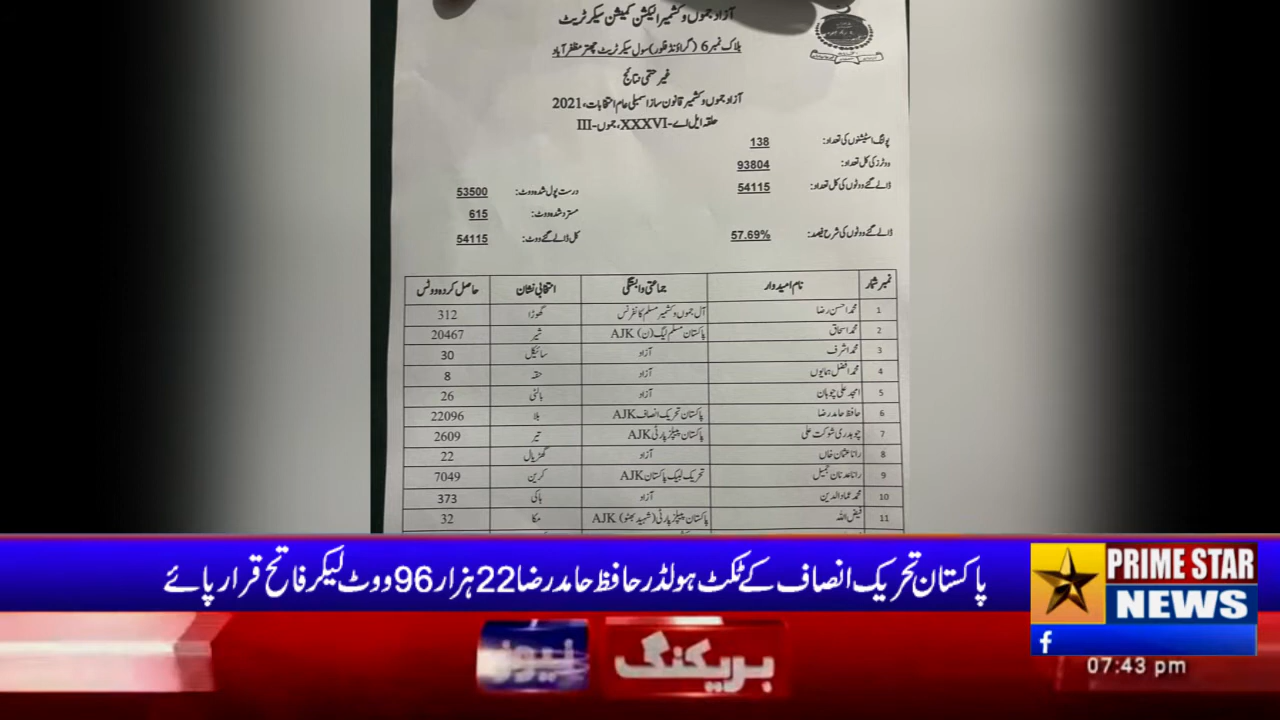 آزاد جموں و کشمیر الیکشن کمیشن سیکرٹریٹ
بلاک نمبر 6 (گراؤنڈ فلور) سول سیکرٹریٹ چھتر مظفر آباد
غیر حتمی نتائج
آزاد جموں و کشمیر قانون ساز اسمبلی عام انتخابات، 2021
حلقہ ایل اے-XXXVI، جموں-III
پولنگ اسٹیشنوں کی تعداد: 138
ووٹرز کی کل تعداد: 93804
ڈالے گئے ووٹوں کی کل تعداد: 54115 درست پول شدہ ووٹ: 53500
مسترد شدہ ووٹ: 615
ڈالے گئے ووٹوں کی شرح فیصد: 57.69% کل ڈالے گئے ووٹ: 54115
نمبر شمار نام امیدوار جماعتی وابستگی انتخابی نشان حاصل کردہ ووٹس
1 محمد احسن رضا آل جموں و کشمیر مسلم کانفرنس گھوڑا 312
2 محمد اسحاق پاکستان مسلم لیگ (ن) AJK شیر 20467
3 محمد اشرف آزاد سائیکل 30
4 محمد افضل ہمایوں آزاد حقہ 8
5 امجد علی چوہان آزاد بالٹی 26
6 حافظ حامد رضا پاکستان تحریک انصاف AJK بلا 22096
7 چوہدری شوکت علی پاکستان پیپلز پارٹی AJK تیر 2609
8 رانا عثمان خاں آزاد گھڑیال 22
9 رانا عدنان جمیل تحریک لبیک پاکستان AJK کرین 7049
10 محمد عماد الدین آزاد ہاکی 373
11 فیض اللہ پاکستان پیپلز پارٹی (شہید بھٹو) AJK مکا 32
پاکستان تحریک انصاف کے ٹکٹ ہولڈر حافظ حامد رضا 22 ہزار 96 ووٹ لیکر فاتح قرار پائے
PRIME STAR
NEWS
f
بریکنگ نیوز
07:43 pm